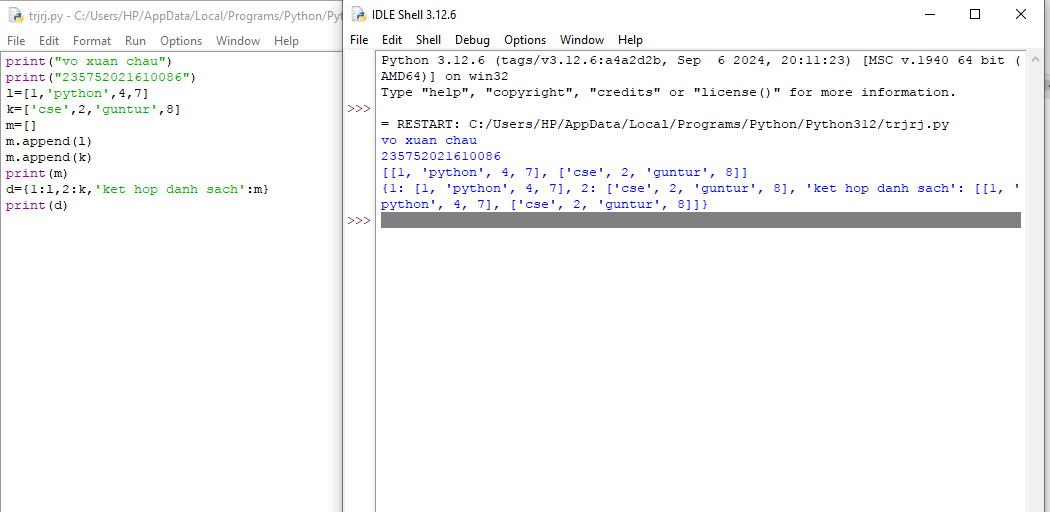 trjrj.py - C:/Users/HP/AppData/Local/Programs/Python/Pyt
File Edit Format Run Options Window Help
print("vo xuan chau")
print("235752021610086")
l=[1,'python',4,7]
k=['cse',2,'guntur',8]
m=[]
m.append(l)
m.append(k)
print(m)
d={1:l,2:k,'ket hop danh sach':m}
print(d)
IDLE Shell 3.12.6
File Edit Shell Debug Options Window Help
Python 3.12.6 (tags/v3.12.6:a4a2d2b, Sep  6 2024, 20:11:23) [MSC v.1940 64 bit (
AMD64)] on win32
Type "help", "copyright", "credits" or "license()" for more information.
>>>
= RESTART: C:/Users/HP/AppData/Local/Programs/Python/Python312/trjrj.py
vo xuan chau
235752021610086
[[1, 'python', 4, 7], ['cse', 2, 'guntur', 8]]
{1: [1, 'python', 4, 7], 2: ['cse', 2, 'guntur', 8], 'ket hop danh sach': [[1, '
python', 4, 7], ['cse', 2, 'guntur', 8]]}
>>>